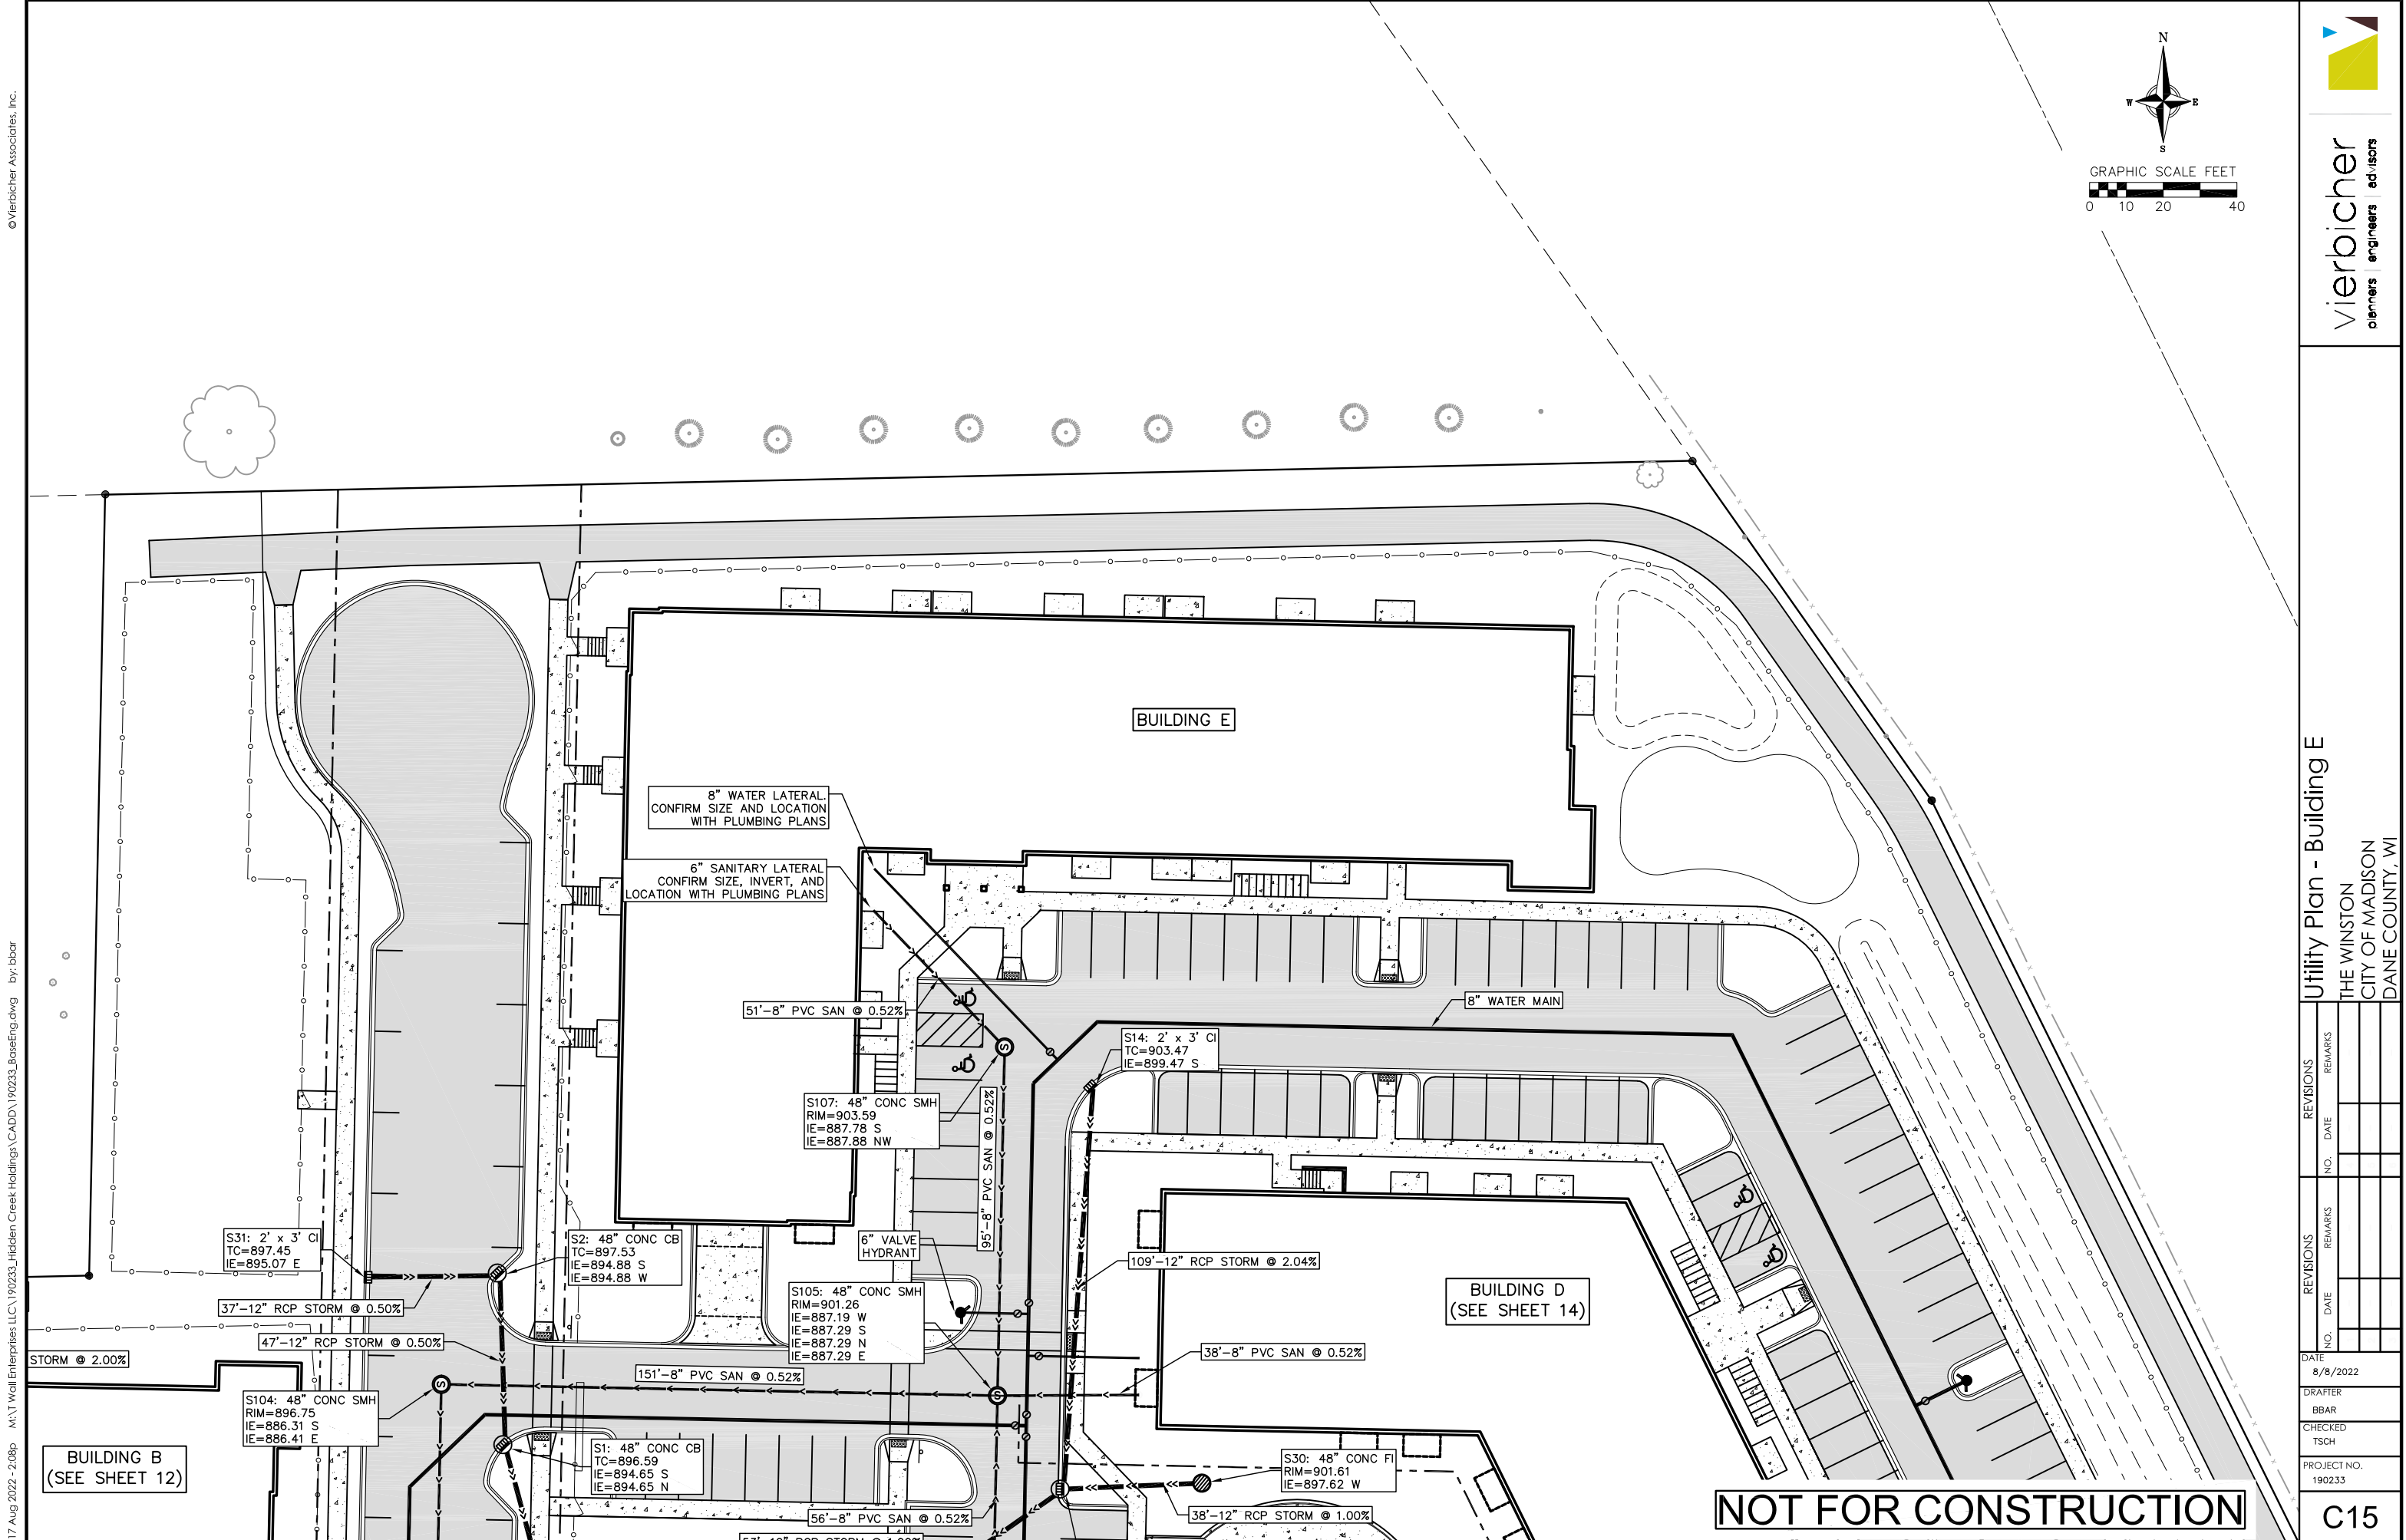 ©Vierbicher Associates, Inc.
17 Aug 2022 - 2:08p M:\T Wall Enterprises LLC\190233_Hidden Creek Holdings\CADD\190233_BaseEng.dwg by: bbar
N
W
E
S
GRAPHIC SCALE FEET
0 10 20 40
vierbicher
planners | engineers | advisors
BUILDING E
8" WATER LATERAL.
CONFIRM SIZE AND LOCATION
WITH PLUMBING PLANS
6" SANITARY LATERAL
CONFIRM SIZE, INVERT, AND
LOCATION WITH PLUMBING PLANS
51'-8" PVC SAN @ 0.52%
8" WATER MAIN
S14: 2' x 3' CI
TC=903.47
IE=899.47 S
S107: 48" CONC SMH
RIM=903.59
IE=887.78 S
IE=887.88 NW
95'-8" PVC SAN @ 0.52%
S31: 2' x 3' CI
TC=897.45
IE=895.07 E
S2: 48" CONC CB
TC=897.53
IE=894.88 S
IE=894.88 W
6" VALVE
HYDRANT
109'-12" RCP STORM @ 2.04%
37'-12" RCP STORM @ 0.50%
S105: 48" CONC SMH
RIM=901.26
IE=887.19 W
IE=887.29 S
IE=887.29 N
IE=887.29 E
BUILDING D
(SEE SHEET 14)
47'-12" RCP STORM @ 0.50%
STORM @ 2.00%
38'-8" PVC SAN @ 0.52%
151'-8" PVC SAN @ 0.52%
S
S
S
S104: 48" CONC SMH
RIM=896.75
IE=886.31 S
IE=886.41 E
BUILDING B
(SEE SHEET 12)
S1: 48" CONC CB
TC=896.59
IE=894.65 S
IE=894.65 N
S30: 48" CONC FI
RIM=901.61
IE=897.62 W
56'-8" PVC SAN @ 0.52%
38'-12" RCP STORM @ 1.00%
NOT FOR CONSTRUCTION
Utility Plan - Building E
THE WINSTON
CITY OF MADISON
DANE COUNTY, WI
REVISIONS
NO. DATE REMARKS
REVISIONS
NO. DATE REMARKS
DATE
8/8/2022
DRAFTER
BBAR
CHECKED
TSCH
PROJECT NO.
190233
C15